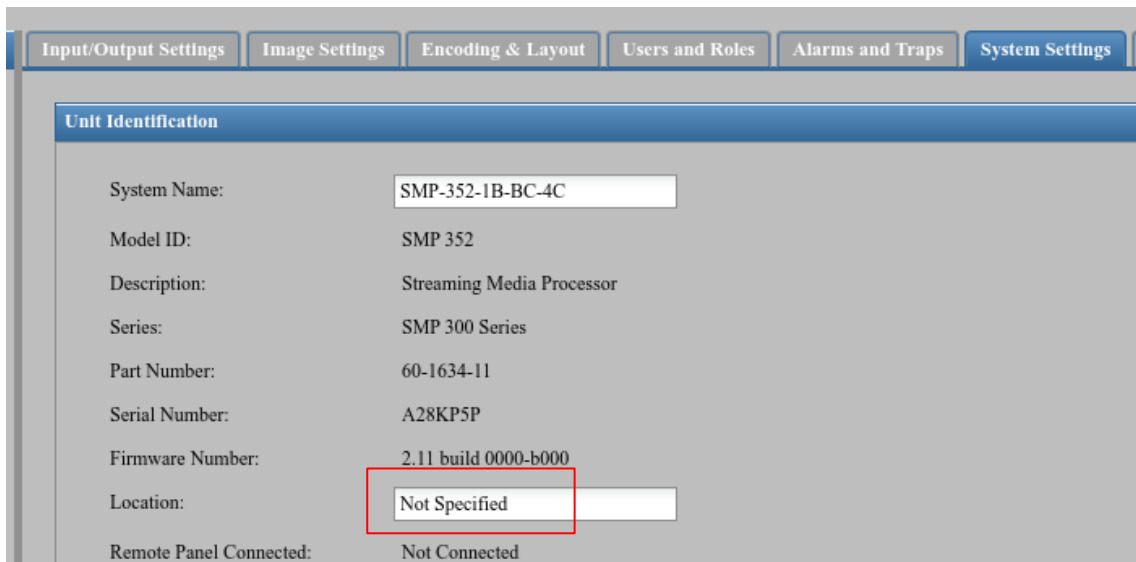 Input/Output Settings Image Settings Encoding & Layout Users and Roles Alarms and Traps System Settings
Unit Identification
System Name: SMP-352-1B-BC-4C
Model ID: SMP 352
Description: Streaming Media Processor
Series: SMP 300 Series
Part Number: 60-1634-11
Serial Number: A28KP5P
Firmware Number: 2.11 build 0000-b000
Location: Not Specified
Remote Panel Connected: Not Connected